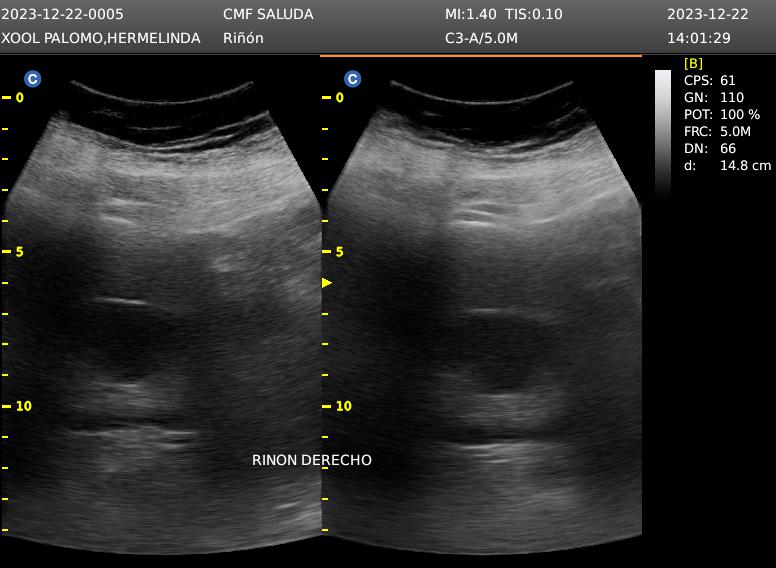 2023-12-22-0005 CMF SALUDA MI:1.40 TIS:0.10 2023-12-22
XOOL PALOMO,HERMELINDA Riñón C3-A/5.0M 14:01:29
C C
[B]
CPS: 61
GN: 110
POT: 100 %
FRC: 5.0M
DN: 66
d: 14.8 cm
0 0
5 5
10 10
RINON DERECHO